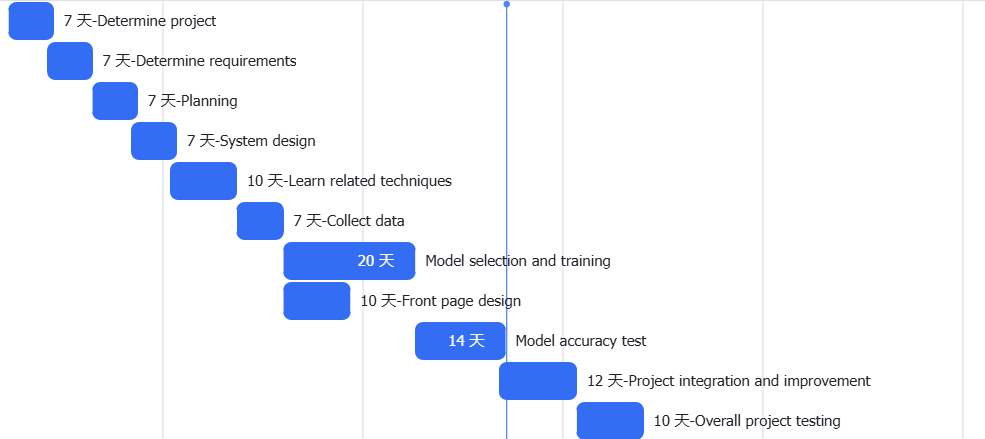 7 天-Determine project
7 天-Determine requirements
7 天-Planning
7 天-System design
10 天-Learn related techniques
7 天-Collect data
20 天 Model selection and training
10 天-Front page design
14 天 Model accuracy test
12 天-Project integration and improvement
10 天-Overall project testing